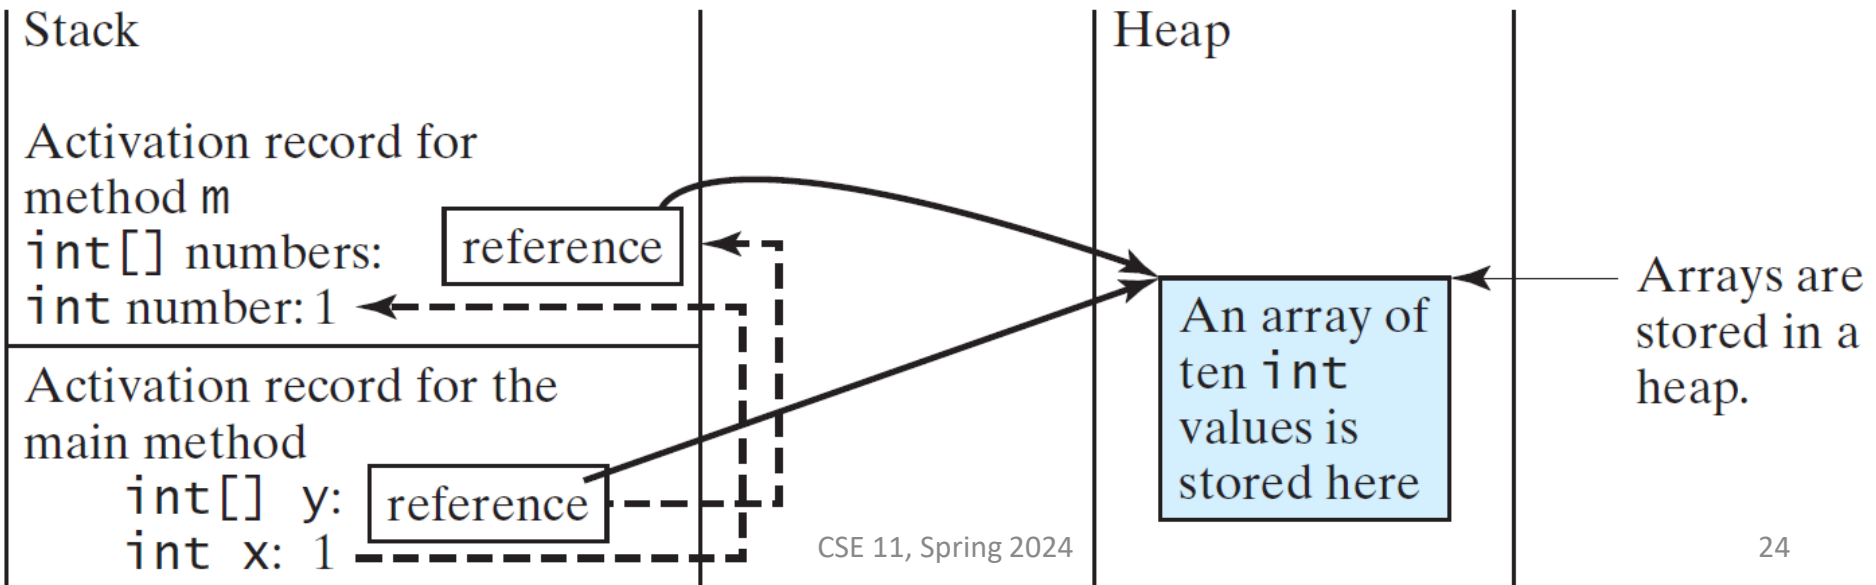 Stack
Activation record for
method m
int[] numbers:
reference
int number: 1
Activation record for the
main method
int[] y:
reference
int x: 1
Heap
An array of
ten int
values is
stored here
Arrays are
stored in a
heap.
CSE 11, Spring 2024
24